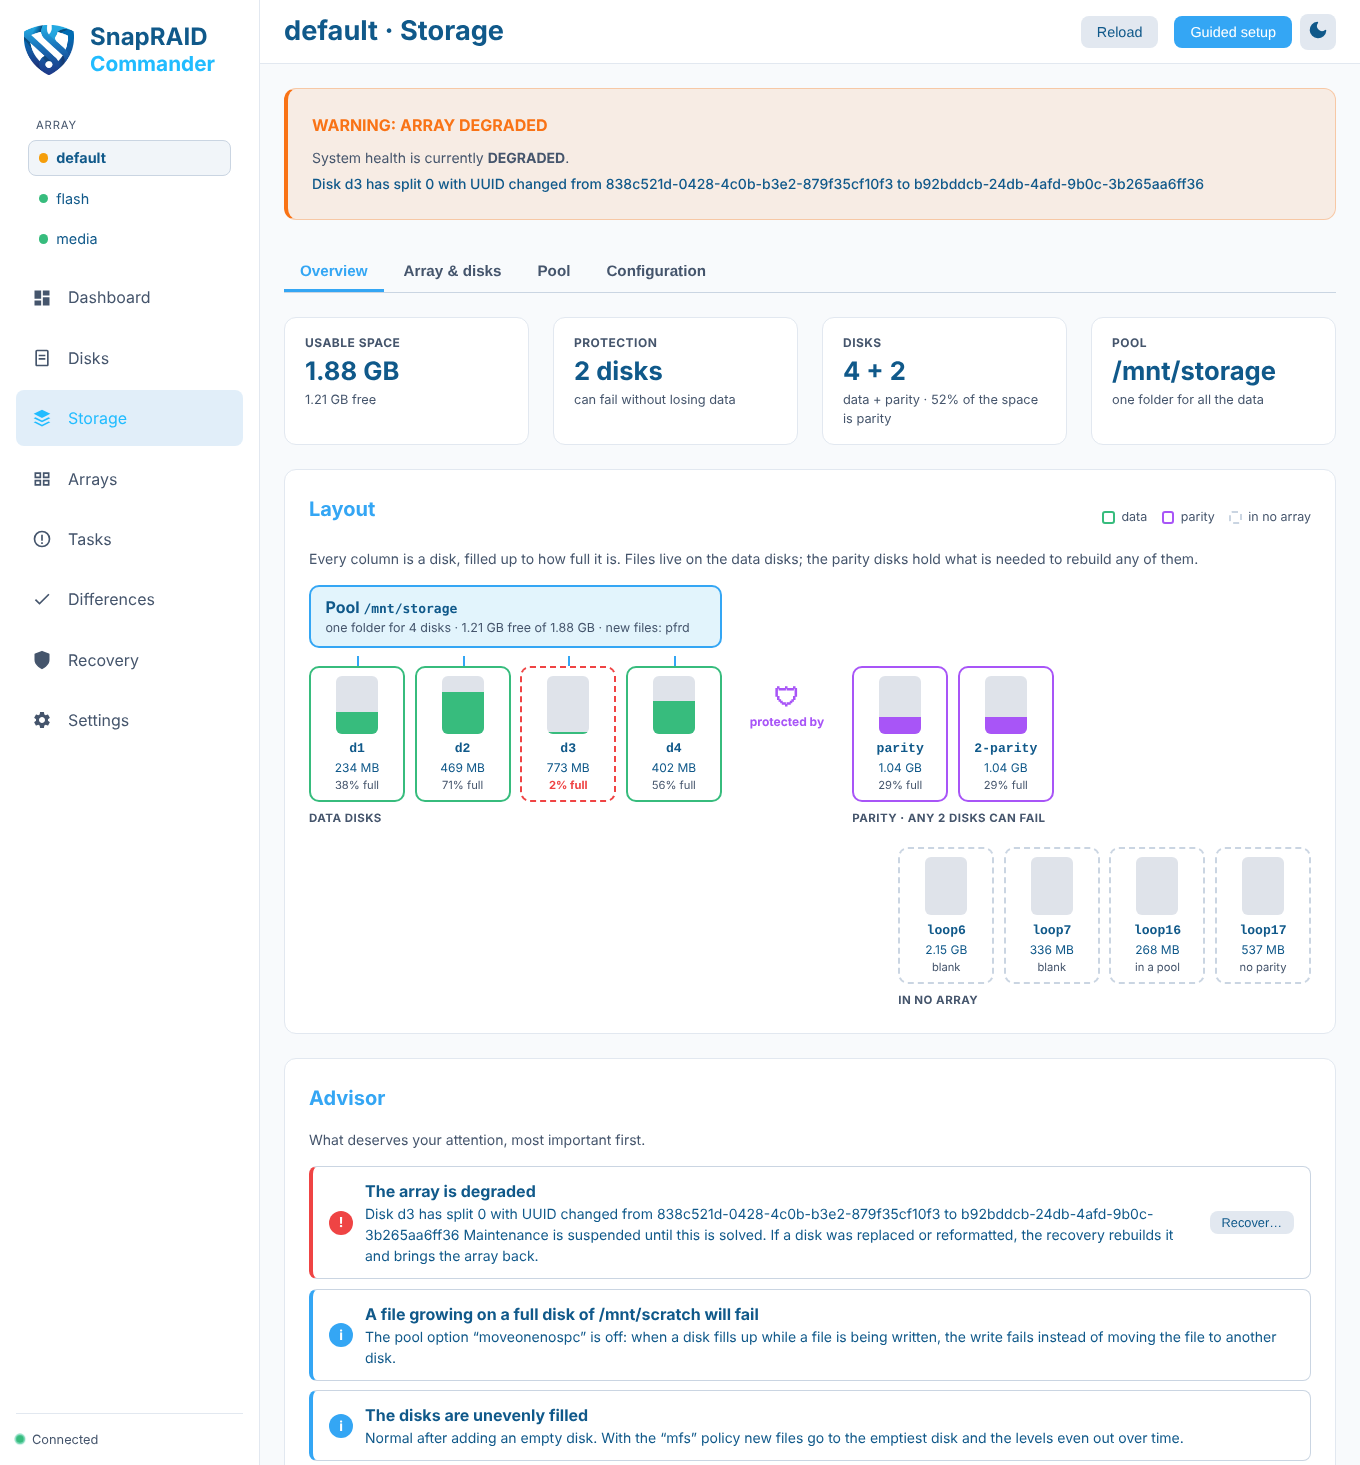 SnapRAID
Commander
ARRAY
default
flash
media
Dashboard
Disks
Storage
Arrays
Tasks
Differences
Recovery
Settings
Connected
default · Storage
Reload
Guided setup
WARNING: ARRAY DEGRADED
System health is currently DEGRADED.
Disk d3 has split 0 with UUID changed from 838c521d-0428-4c0b-b3e2-879f35cf10f3 to b92bddcb-24db-4afd-9b0c-3b265aa6ff36
Overview
Array & disks
Pool
Configuration
USABLE SPACE
1.88 GB
1.21 GB free
PROTECTION
2 disks
can fail without losing data
DISKS
4 + 2
data + parity · 52% of the space
is parity
POOL
/mnt/storage
one folder for all the data
Layout
data
parity
in no array
Every column is a disk, filled up to how full it is. Files live on the data disks; the parity disks hold what is needed to rebuild any of them.
Pool /mnt/storage
one folder for 4 disks · 1.21 GB free of 1.88 GB · new files: pfrd
d1
234 MB
38% full
d2
469 MB
71% full
d3
773 MB
2% full
d4
402 MB
56% full
DATA DISKS
protected by
parity
1.04 GB
29% full
2-parity
1.04 GB
29% full
PARITY · ANY 2 DISKS CAN FAIL
loop6
2.15 GB
blank
loop7
336 MB
blank
loop16
268 MB
in a pool
loop17
537 MB
no parity
IN NO ARRAY
Advisor
What deserves your attention, most important first.
!
The array is degraded
Disk d3 has split 0 with UUID changed from 838c521d-0428-4c0b-b3e2-879f35cf10f3 to b92bddcb-24db-4afd-9b0c-
3b265aa6ff36 Maintenance is suspended until this is solved. If a disk was replaced or reformatted, the recovery rebuilds it
and brings the array back.
Recover…
i
A file growing on a full disk of /mnt/scratch will fail
The pool option “moveonenospc” is off: when a disk fills up while a file is being written, the write fails instead of moving the file to another
disk.
i
The disks are unevenly filled
Normal after adding an empty disk. With the “mfs” policy new files go to the emptiest disk and the levels even out over time.